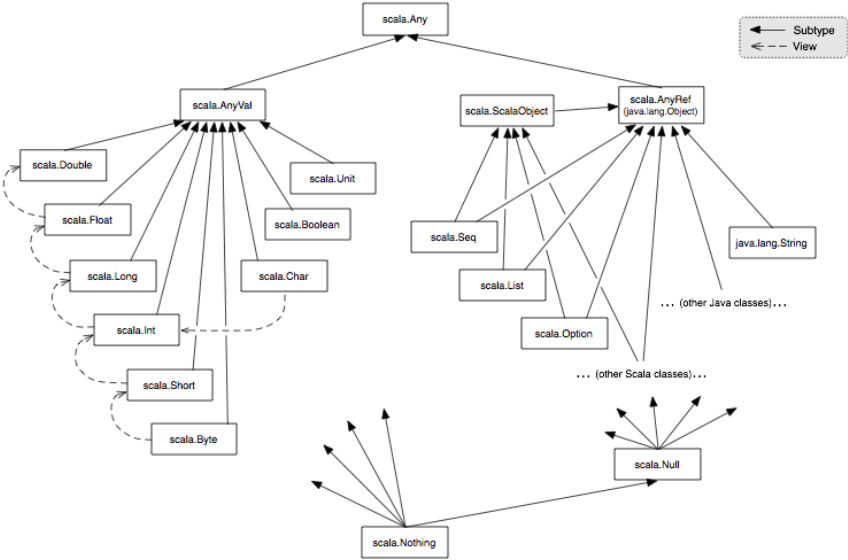 scala.Any
Subtype
View
scala.AnyVal
scala.ScalaObject
scala.AnyRef
(java.lang.Object)
scala.Double
scala.Unit
scala.Float
scala.Boolean
scala.Seq
java.lang.String
scala.Long
scala.Char
scala.List
... (other Java classes)...
scala.Int
scala.Option
scala.Short
... (other Scala classes)...
scala.Byte
scala.Null
scala.Nothing